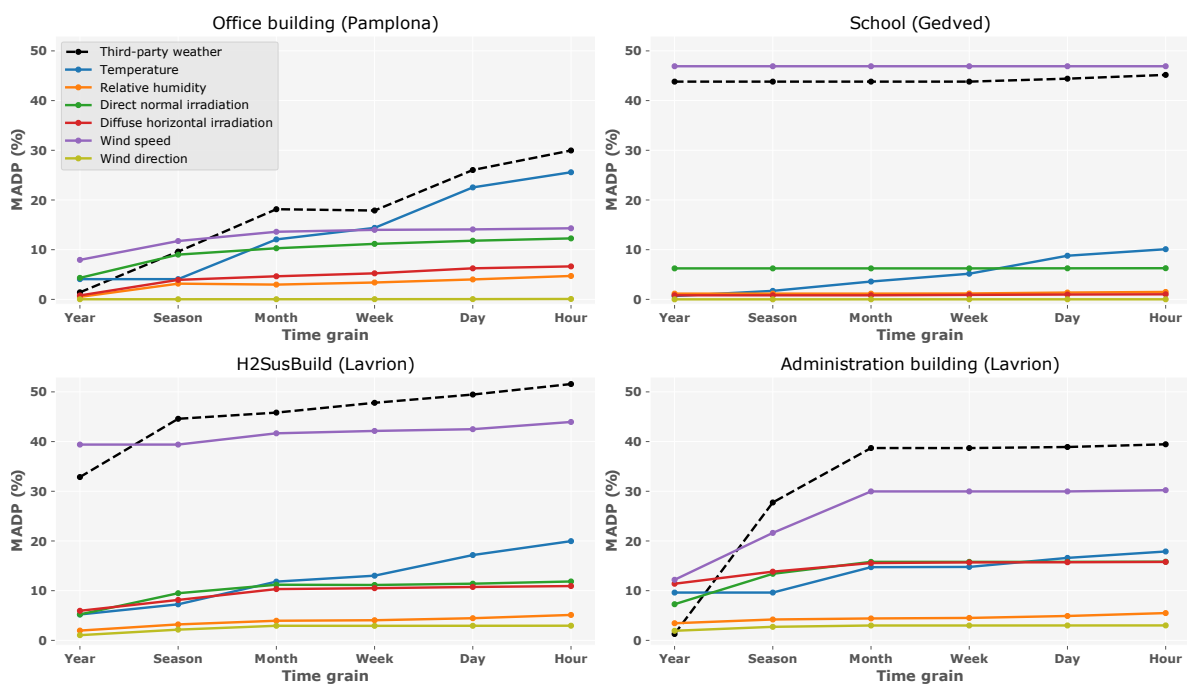 Office building (Pamplona)
MADP (%)
50
40
30
20
10
0
Third-party weather
Temperature
Relative humidity
Direct normal irradiation
Diffuse horizontal irradiation
Wind speed
Wind direction
Year Season Month Week Day Hour
Time grain
School (Gedved)
MADP (%)
50
40
30
20
10
0
Year Season Month Week Day Hour
Time grain
H2SusBuild (Lavrion)
MADP (%)
50
40
30
20
10
0
Year Season Month Week Day Hour
Time grain
Administration building (Lavrion)
MADP (%)
50
40
30
20
10
0
Year Season Month Week Day Hour
Time grain